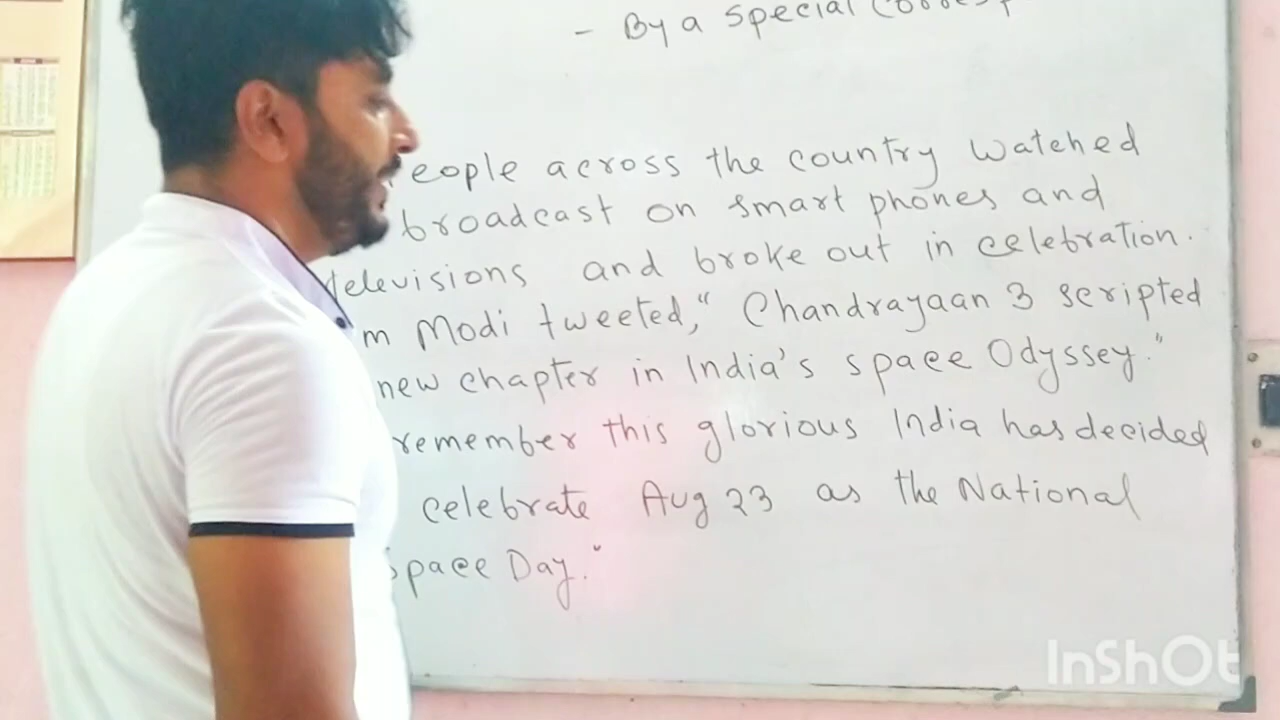 - By a Special
eople across the country watched
broadcast on smart phones and
televisions and broke out in celebration.
m Modi tweeted, " Chandrayaan 3 scripted
new chapter in India's space Odyssey."
remember this glorious India has decided
celebrate Aug 23 as the National
space Day."
InShOt